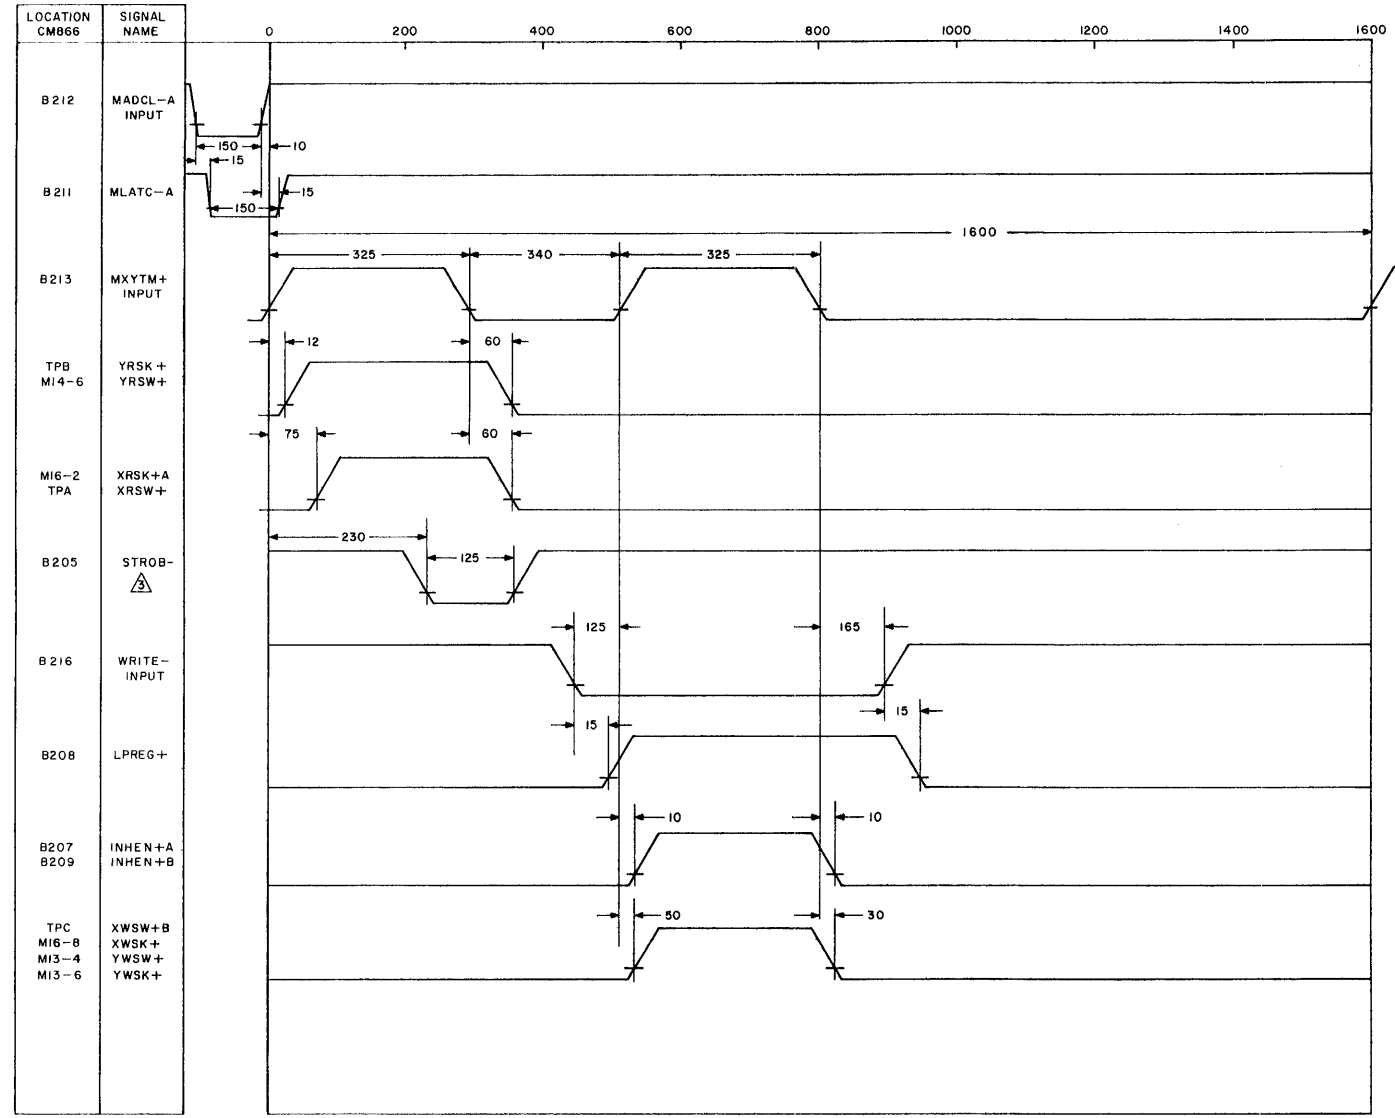 LOCATION
CM866
SIGNAL
NAME
0 200 400 600 800 1000 1200 1400 1600
B212
MADCL-A
INPUT
150
10
15
B211
MLATC-A
15
150
1600
325
340
325
B213
MXYTM+
INPUT
12
60
TPB
M14-6
YRSK+
YRSW+
75
60
M16-2
TPA
XRSK+A
XRSW+
230
B205
STROB-
3
125
125
165
B216
WRITE-
INPUT
15
15
B208
LPREG+
10
10
B207
B209
INHEN+A
INHEN+B
50
30
TPC
M16-8
M13-4
M13-6
XWSW+B
XWSK+
YWSW+
YWSK+